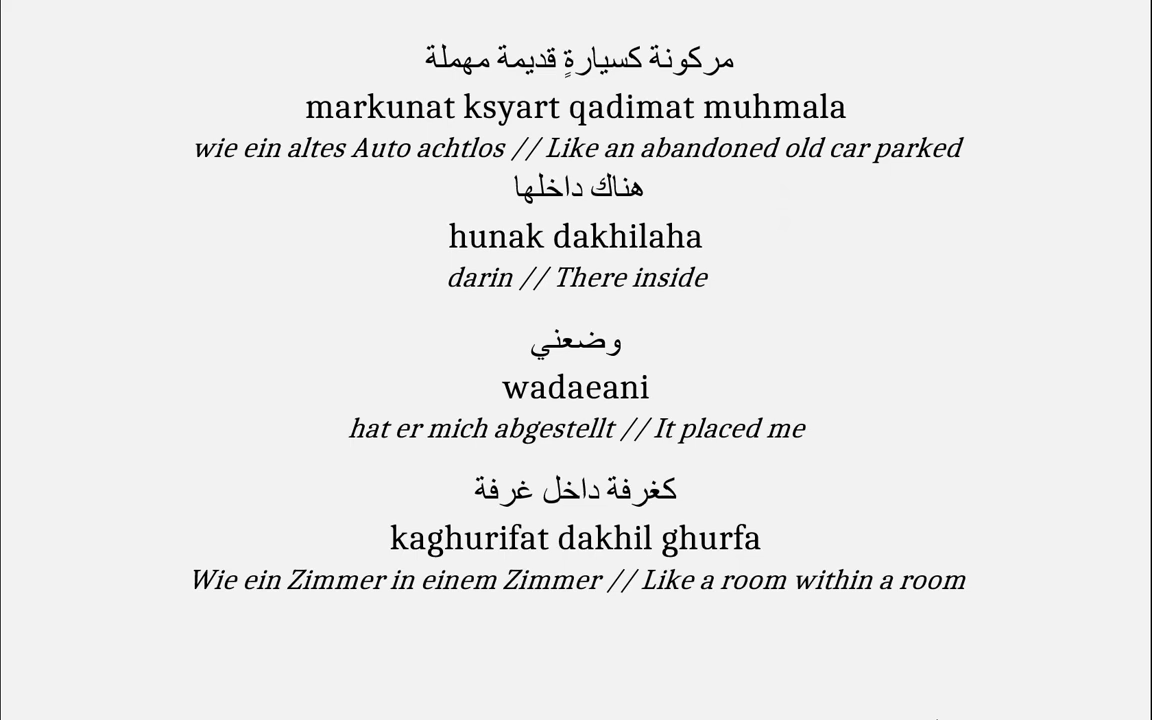 مركونة كسيارةٍ قديمة مهملة
markunat ksyart qadimat muhmala
wie ein altes Auto achtlos // Like an abandoned old car parked
هناك داخلها
hunak dakhilaha
darin // There inside
وضعني
wadaeani
hat er mich abgestellt // It placed me
كغرفة داخل غرفة
kaghurifat dakhil ghurfa
Wie ein Zimmer in einem Zimmer // Like a room within a room